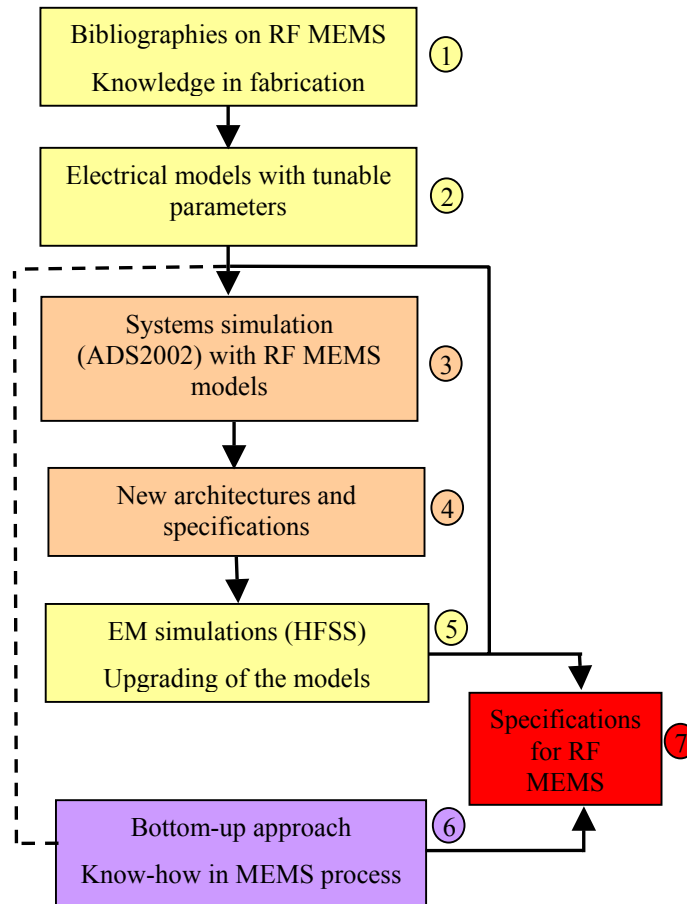 Bibliographies on RF MEMS
Knowledge in fabrication
1
Electrical models with tunable
parameters
2
Systems simulation
(ADS2002) with RF MEMS
models
3
New architectures and
specifications
4
EM simulations (HFSS)
Upgrading of the models
5
Specifications
for RF
MEMS
7
Bottom-up approach
Know-how in MEMS process
6